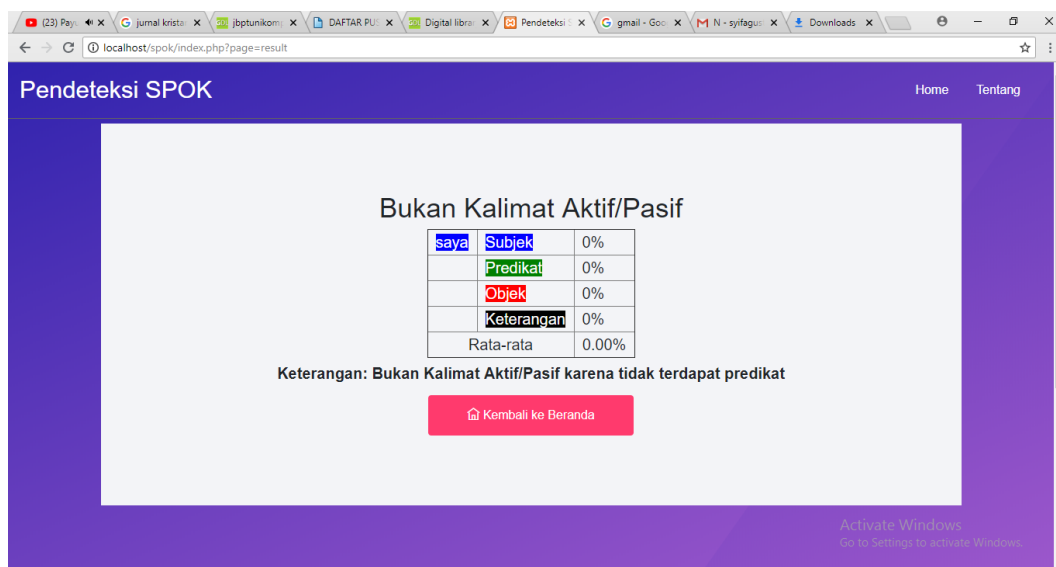 (23) Payu
jurnal kristal
jbptunikomp
DAFTAR PUS
Digital librar
Pendeteksi S
gmail - Goo
N - syifagus
Downloads
localhost/spok/index.php?page=result
Pendeteksi SPOK
Home Tentang
Bukan Kalimat Aktif/Pasif
saya Subjek 0%
Predikat 0%
Objek 0%
Keterangan 0%
Rata-rata 0.00%
Keterangan: Bukan Kalimat Aktif/Pasif karena tidak terdapat predikat
Kembali ke Beranda
Activate Windows
Go to Settings to activate Windows.